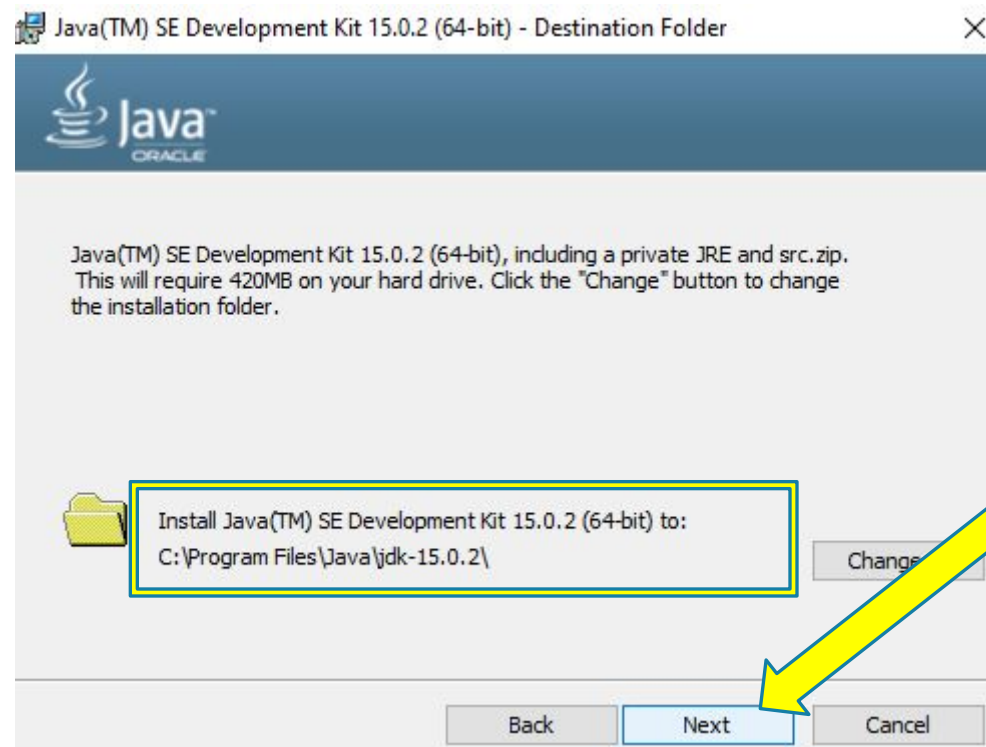 Java(TM) SE Development Kit 15.0.2 (64-bit) - Destination Folder
Java™
ORACLE
Java(TM) SE Development Kit 15.0.2 (64-bit), including a private JRE and src.zip.
This will require 420MB on your hard drive. Click the "Change" button to change
the installation folder.
Install Java(TM) SE Development Kit 15.0.2 (64-bit) to:
C:\Program Files\Java\jdk-15.0.2\
Change
Back Next Cancel